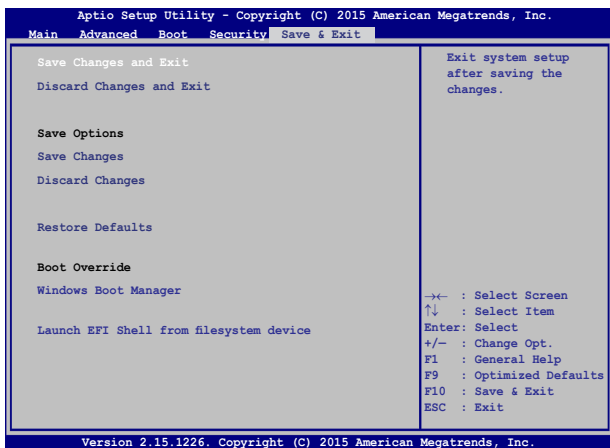 Aptio Setup Utility - Copyright (C) 2015 American Megatrends, Inc.
Main Advanced Boot Security Save & Exit
Save Changes and Exit
Discard Changes and Exit
Save Options
Save Changes
Discard Changes
Restore Defaults
Boot Override
Windows Boot Manager
Launch EFI Shell from filesystem device
Exit system setup
after saving the
changes.
→← : Select Screen
↑↓ : Select Item
Enter: Select
+/— : Change Opt.
F1 : General Help
F9 : Optimized Defaults
F10 : Save & Exit
ESC : Exit
Version 2.15.1226. Copyright (C) 2015 American Megatrends, Inc.